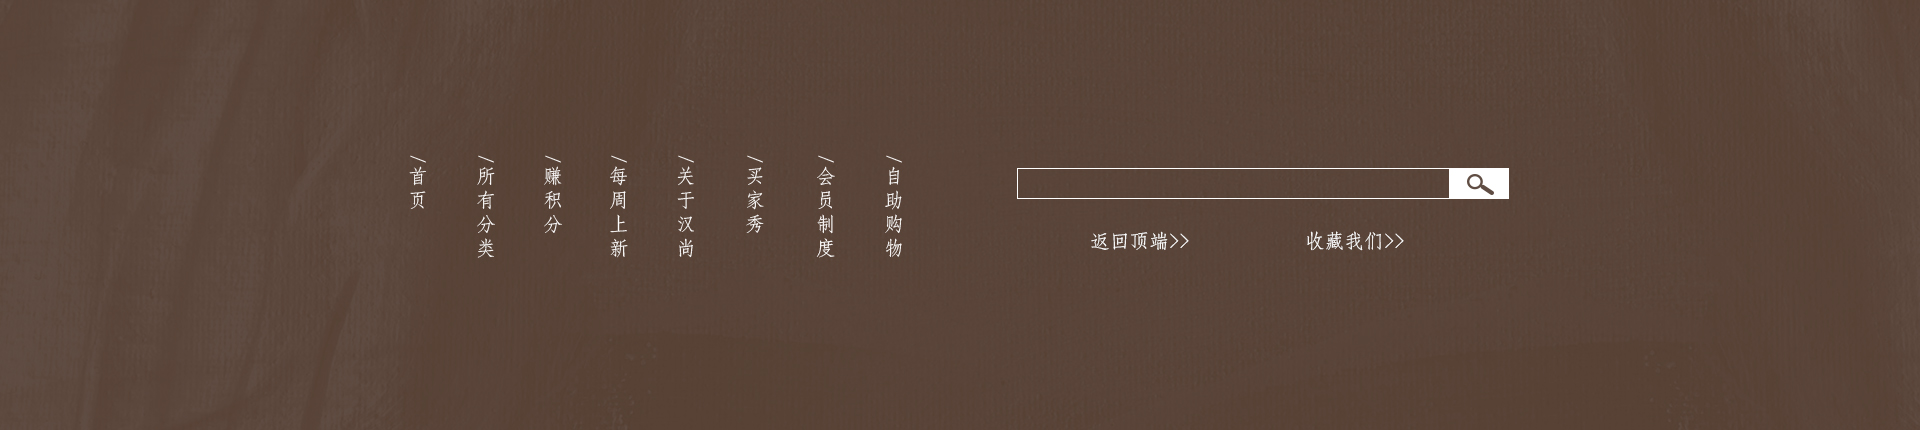 /首页
/所有分类
/赚积分
/每周上新
/关于汉尚
/买家秀
/会员制度
/自助购物
返回顶端>>
收藏我们>>